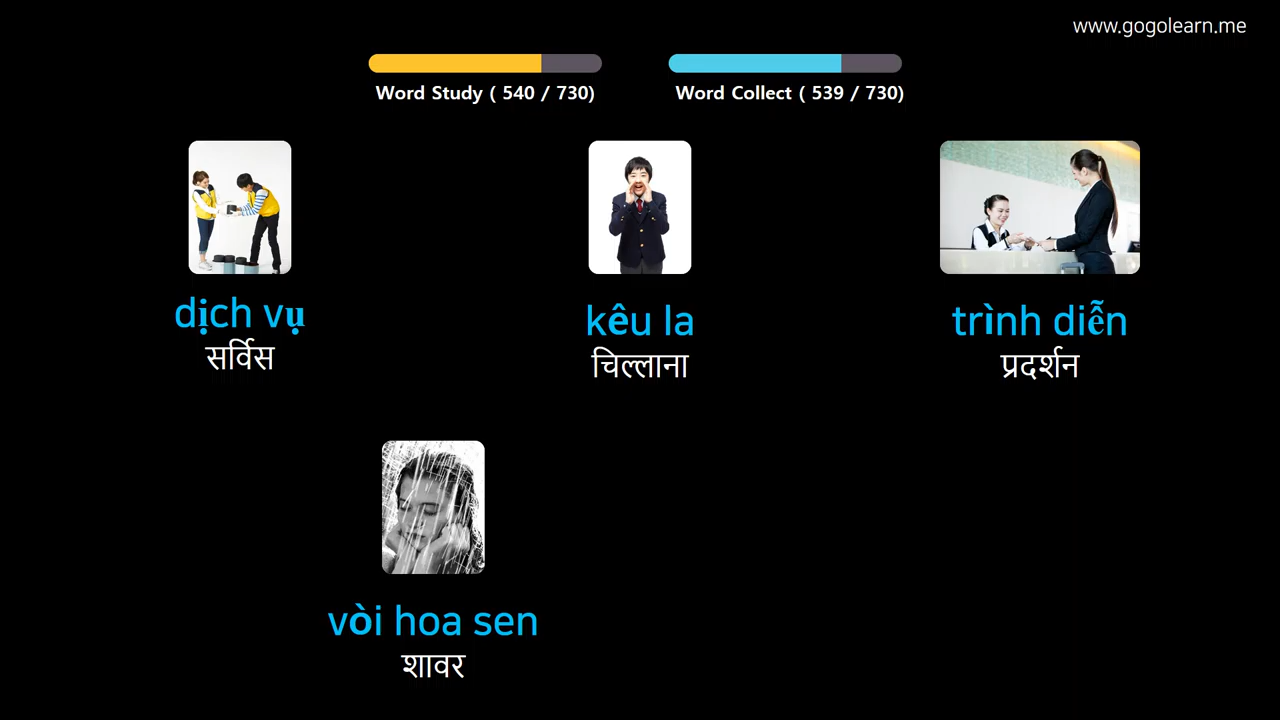 www.gogolearn.me
Word Study ( 540 / 730)
Word Collect ( 539 / 730)
dịch vụ
सर्विस
kêu la
चिल्लाना
trình diễn
प्रदर्शन
vòi hoa sen
शावर